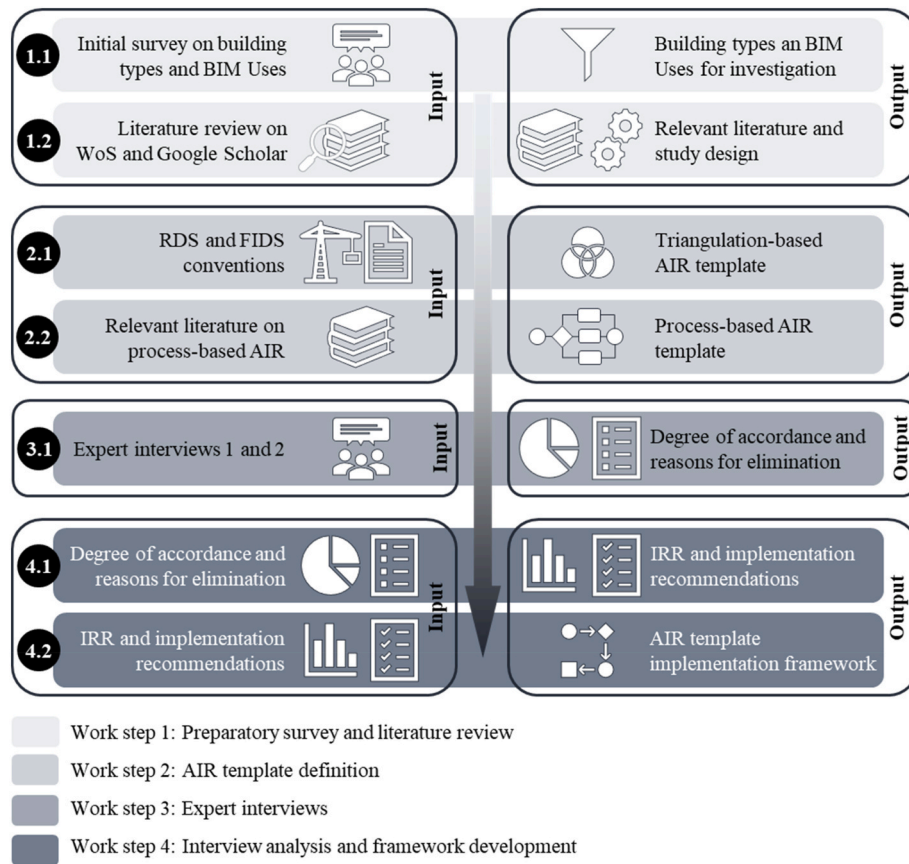 1.1
Initial survey on building
types and BIM Uses
Building types an BIM
Uses for investigation
1.2
Literature review on
WoS and Google Scholar
Relevant literature and
study design
Input
Output
2.1
RDS and FIDS
conventions
Triangulation-based
AIR template
2.2
Relevant literature on
process-based AIR
Process-based AIR
template
Input
Output
3.1
Expert interviews 1 and 2
Degree of accordance and
reasons for elimination
Input
Output
4.1
Degree of accordance and
reasons for elimination
IRR and implementation
recommendations
4.2
IRR and implementation
recommendations
AIR template
implementation framework
Input
Output
Work step 1: Preparatory survey and literature review
Work step 2: AIR template definition
Work step 3: Expert interviews
Work step 4: Interview analysis and framework development